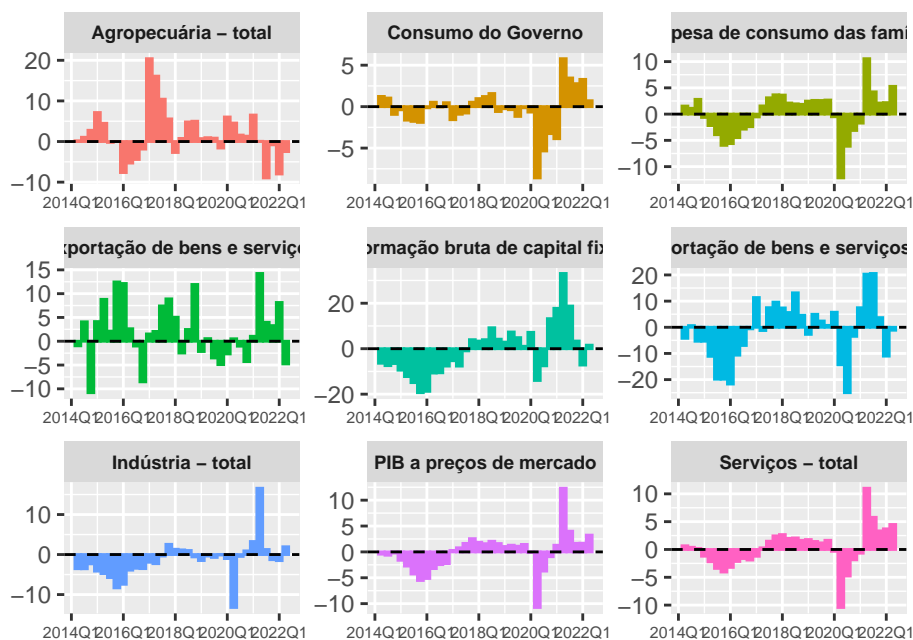 Agropecuária – total
20
10
0
−10
2014Q1 2016Q1 2018Q1 2020Q1 2022Q1
Consumo do Governo
5
0
−5
2014Q1 2016Q1 2018Q1 2020Q1 2022Q1
pesa de consumo das famí
10
5
0
−5
−10
2014Q1 2016Q1 2018Q1 2020Q1 2022Q1
xportação de bens e serviço
15
10
5
0
−5
−10
2014Q1 2016Q1 2018Q1 2020Q1 2022Q1
ormação bruta de capital fix
20
0
−20
2014Q1 2016Q1 2018Q1 2020Q1 2022Q1
ortação de bens e serviços
20
10
0
−10
−20
2014Q1 2016Q1 2018Q1 2020Q1 2022Q1
Indústria – total
10
0
−10
2014Q1 2016Q1 2018Q1 2020Q1 2022Q1
PIB a preços de mercado
10
5
0
−5
−10
2014Q1 2016Q1 2018Q1 2020Q1 2022Q1
Serviços – total
10
5
0
−5
−10
2014Q1 2016Q1 2018Q1 2020Q1 2022Q1